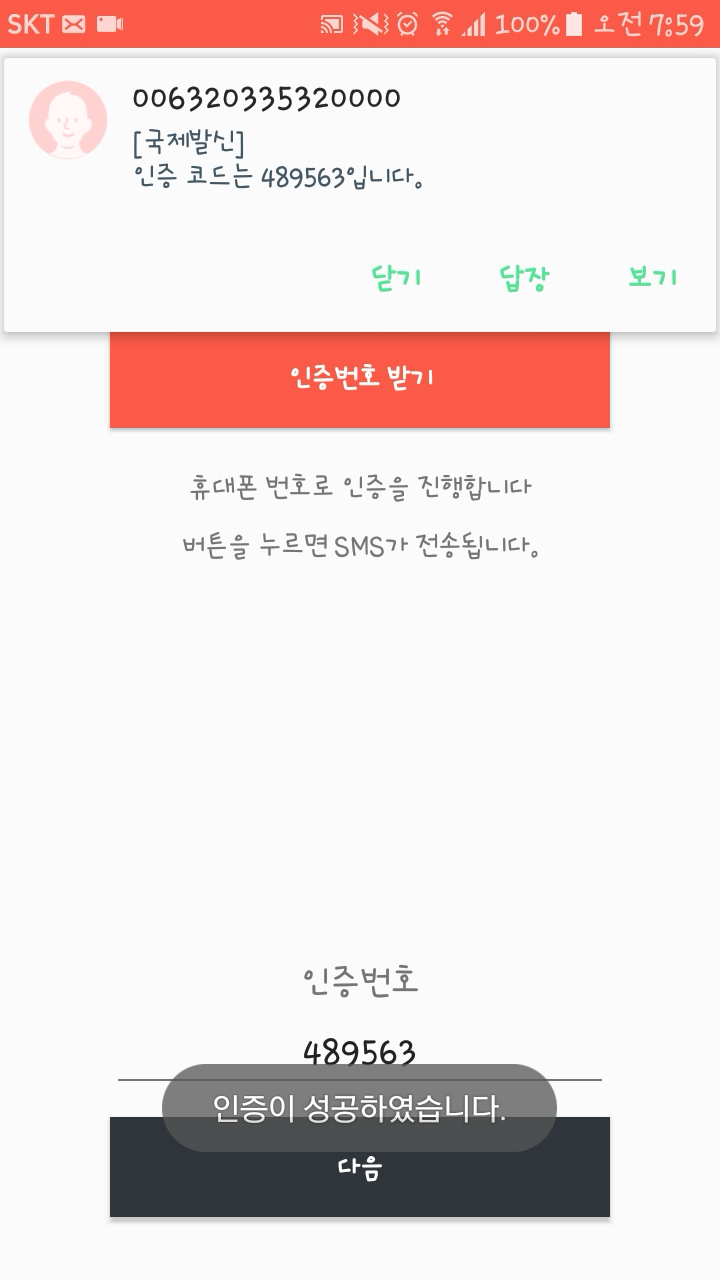 SKT 100% 오전 7:59
006320335320000
[국제발신]
인증 코드는 489563입니다.
닫기 답장 보기
인증번호 받기
휴대폰 번호로 인증을 진행합니다
버튼을 누르면 SMS가 전송됩니다.
인증번호
489563
인증이 성공하였습니다.
다음